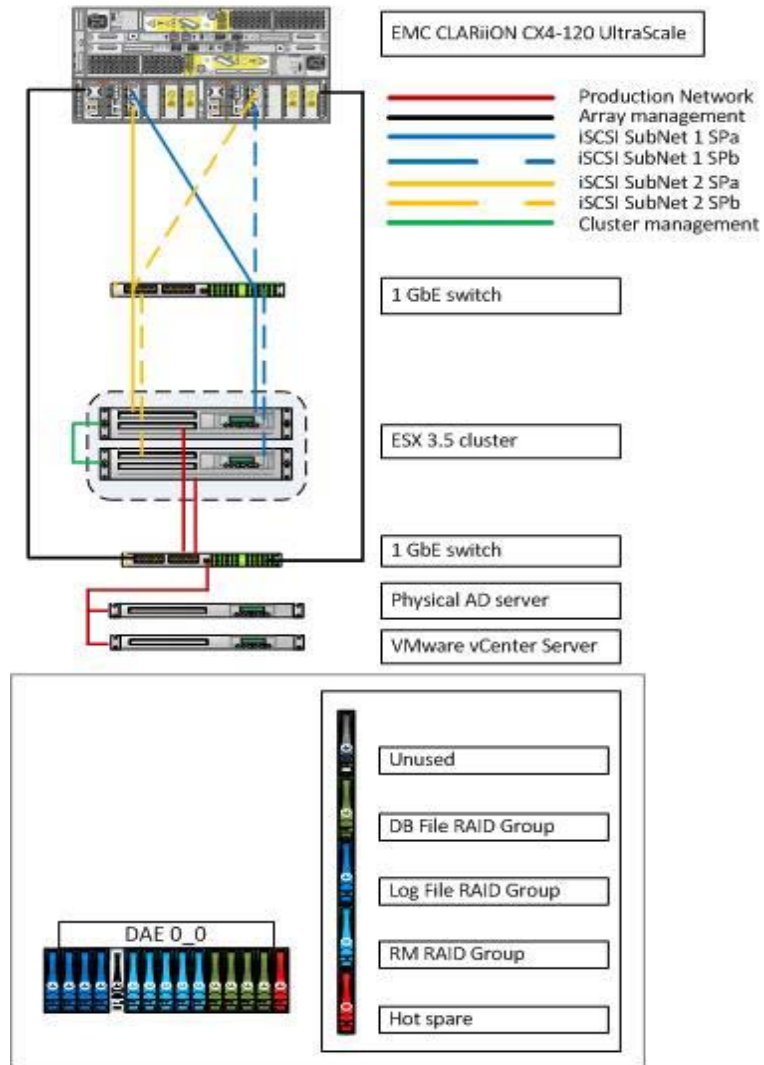 EMC CLARiiON CX4-120 UltraScale
Production Network
Array management
iSCSI SubNet 1 SPa
iSCSI SubNet 1 SPb
iSCSI SubNet 2 SPa
iSCSI SubNet 2 SPb
Cluster management
1 GbE switch
ESX 3.5 cluster
1 GbE switch
Physical AD server
VMware vCenter Server
Unused
DB File RAID Group
Log File RAID Group
RM RAID Group
Hot spare
DAE 0_0